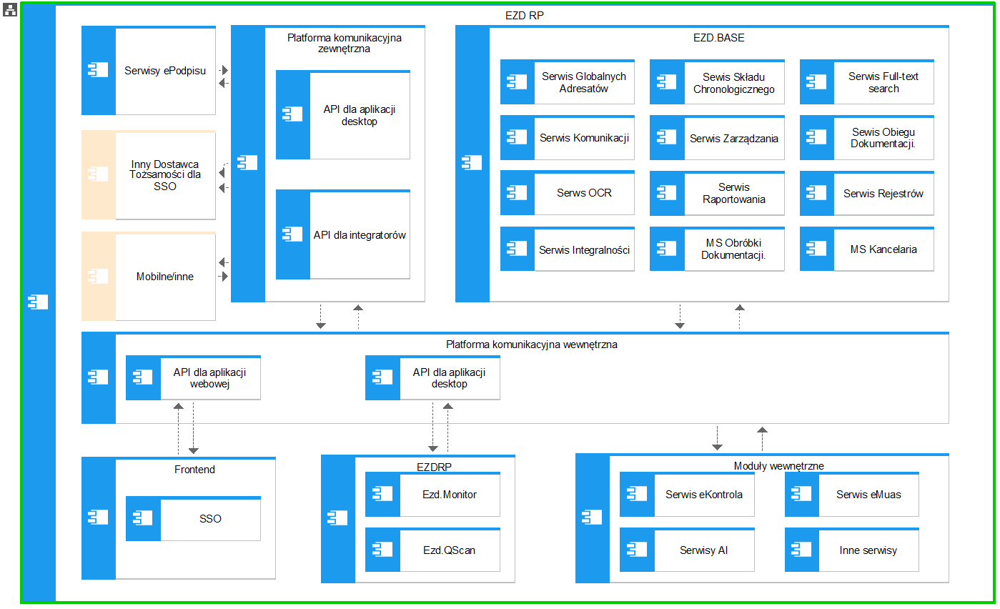 EZD RP
Serwisy ePodpisu
Inny Dostawca
Tożsamości dla
SSO
Mobilne/inne
Platforma komunikacyjna
zewnętrzna
API dla aplikacji
desktop
API dla integratorów
EZD.BASE
Serwis Globalnych
Adresatów
Sewis Składu
Chronologicznego
Serwis Full-text
search
Serwis Komunikacji
Serwis Zarządzania
Sewis Obiegu
Dokumentacji.
Serws OCR
Serwis
Raportowania
Serwis Rejestrów
Serwis Integralności
MS Obróbki
Dokumentacji.
MS Kancelaria
Platforma komunikacyjna wewnętrzna
API dla aplikacji
webowej
API dla aplikacji
desktop
Frontend
SSO
EZDRP
Ezd.Monitor
Ezd.QScan
Moduły wewnętrzne
Serwis eKontrola
Serwis eMuas
Serwisy AI
Inne serwisy